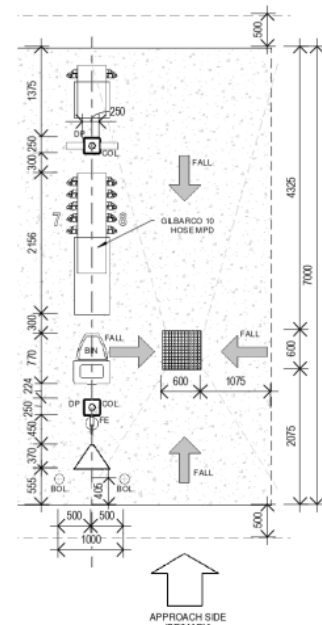 500
1375
250
DP
COL.
250
300
FALL
4325
7000
7
8
GILBARCO 10
HOSE MPD
2156
300
FALL
FALL
BIN
770
600
600
1075
224
DP
COL.
250
FE
450
2075
370
FALL
555
405
BOL.
BOL.
500
500
500
1000
APPROACH SIDE